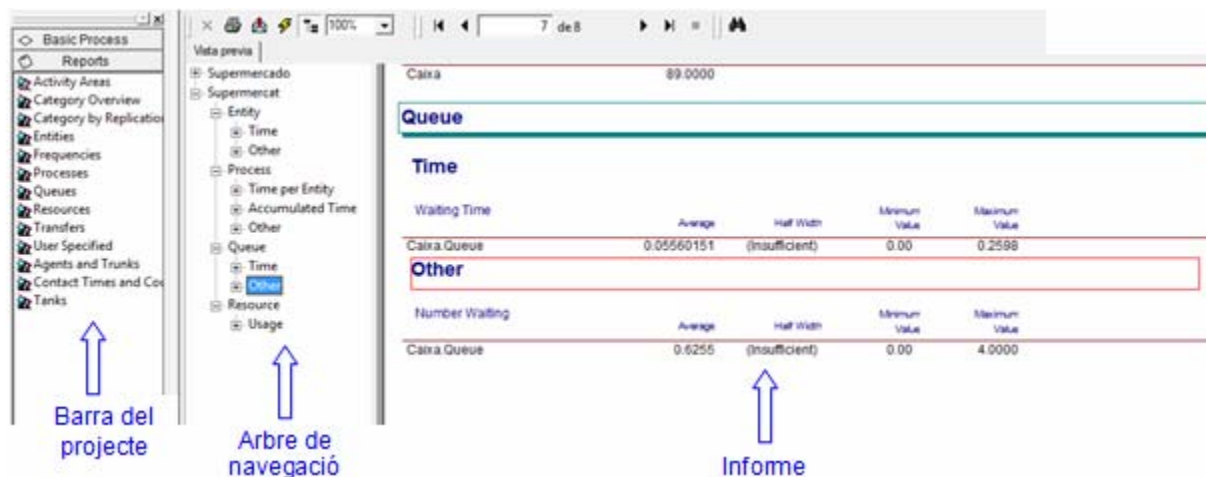 Basic Process
Reports
Activity Areas
Category Overview
Category by Replication
Entities
Frequencies
Processes
Queues
Resources
Transfers
User Specified
Agents and Trunks
Contact Times and Cou
Tanks
Barra del
projecte
100%
7 de 8
Vista previa
Supermercado
Supermercat
Entity
Time
Other
Process
Time per Entity
Accumulated Time
Other
Queue
Time
Other
Resource
Usage
Arbre de
navegació
Caixa 89.0000
Queue
Time
Waiting Time Average Half Width Minimum Value Maximum Value
Caixa.Queue 0.05560151 (Insufficient) 0.00 0.2598
Other
Number Waiting Average Half Width Minimum Value Maximum Value
Caixa.Queue 0.6255 (Insufficient) 0.00 4.0000
Informe